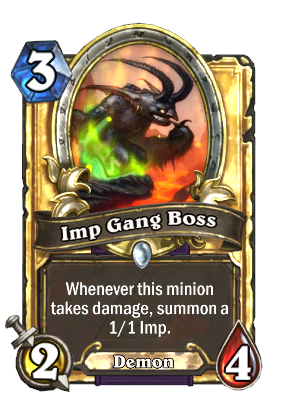 3
Imp Gang Boss
Whenever this minion
takes damage, summon a
1/1 Imp.
2
Demon
4